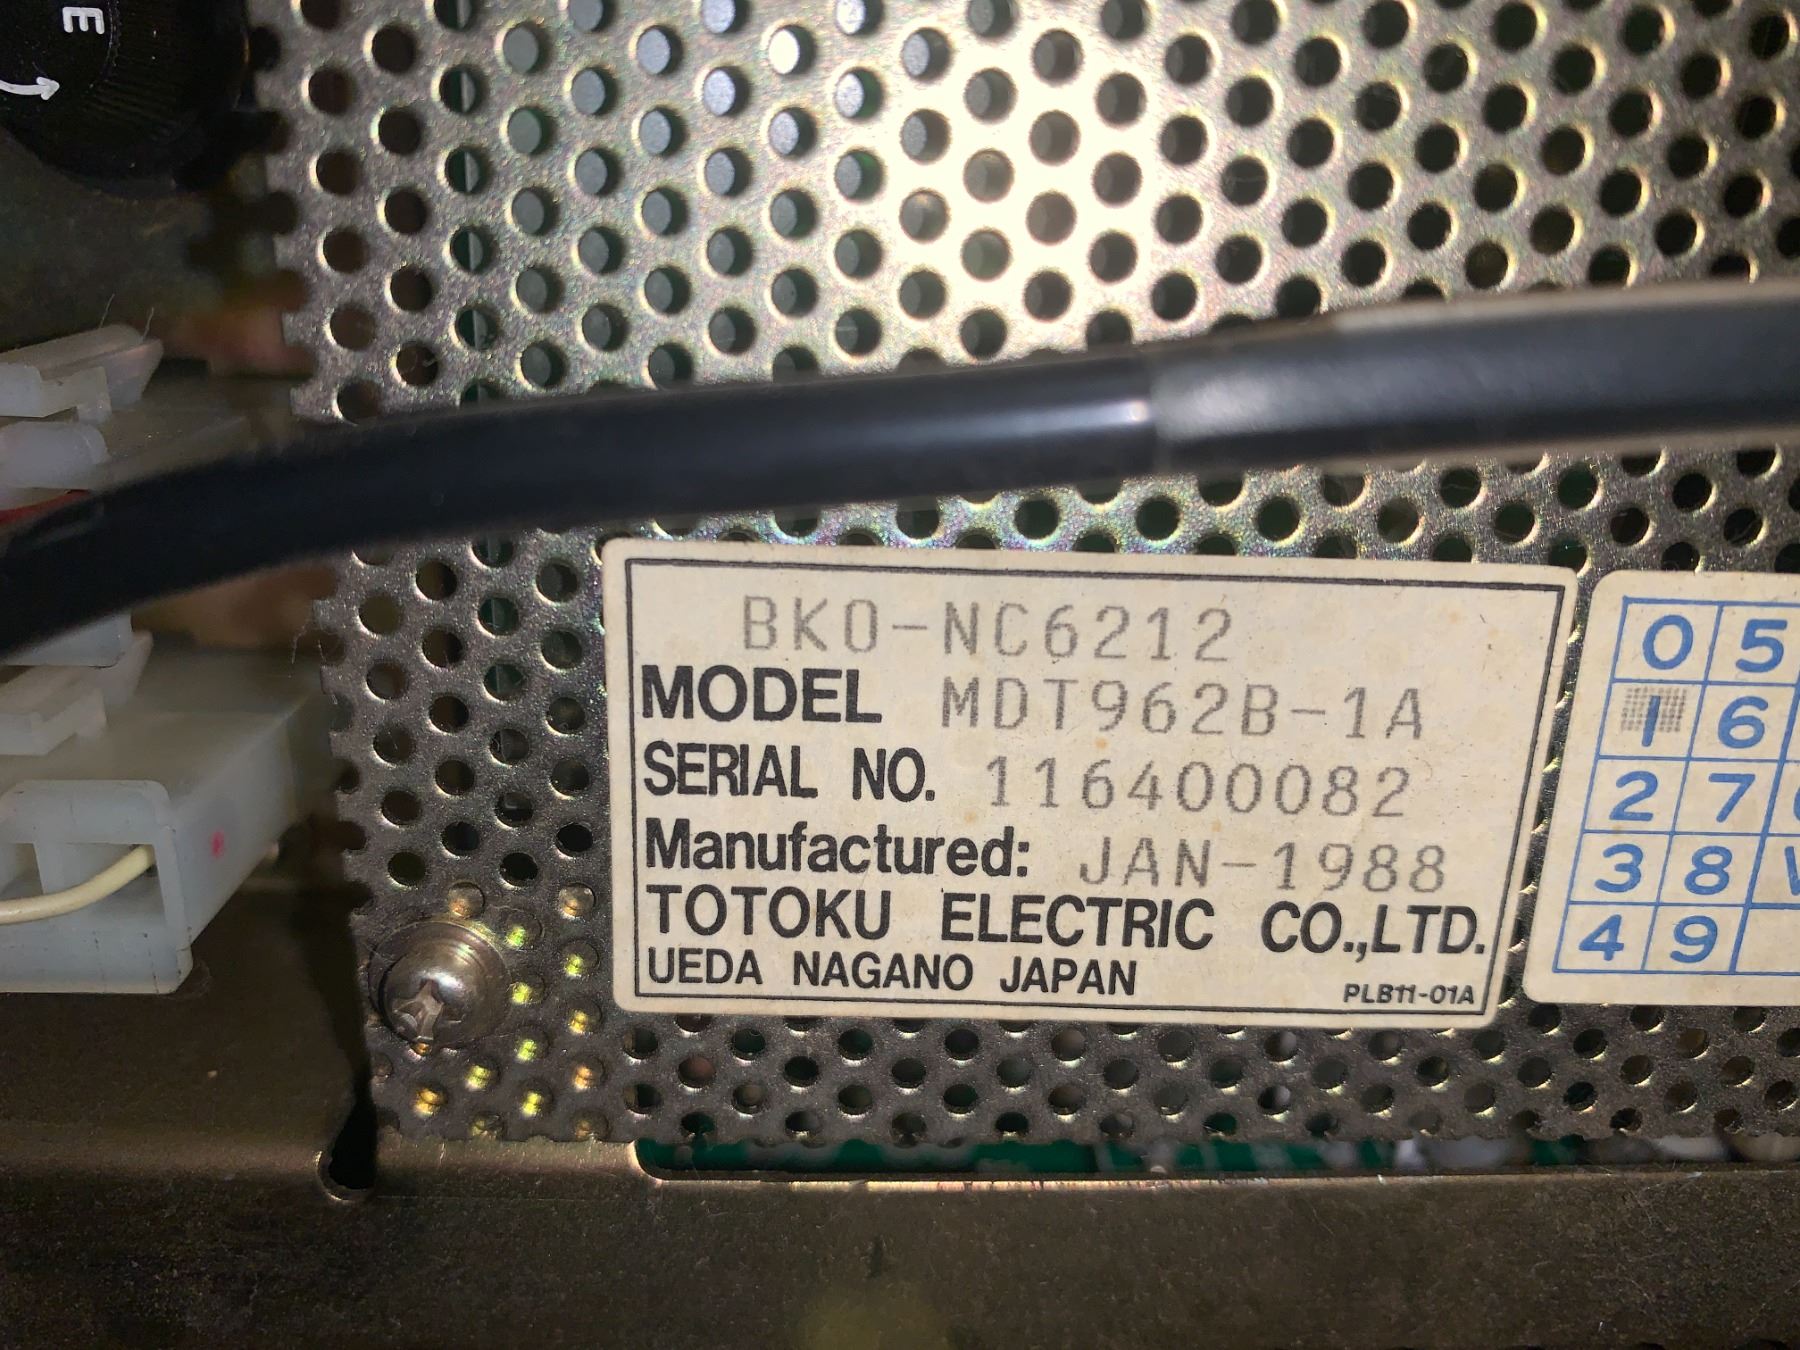 E
BKO-NC6212
MODEL MDT962B-1A
SERIAL NO. 116400082
Manufactured: JAN-1988
TOTOKU ELECTRIC CO.,LTD.
UEDA NAGANO JAPAN
PLB11-01A
0 5
1 6
2 7
3 8
4 9